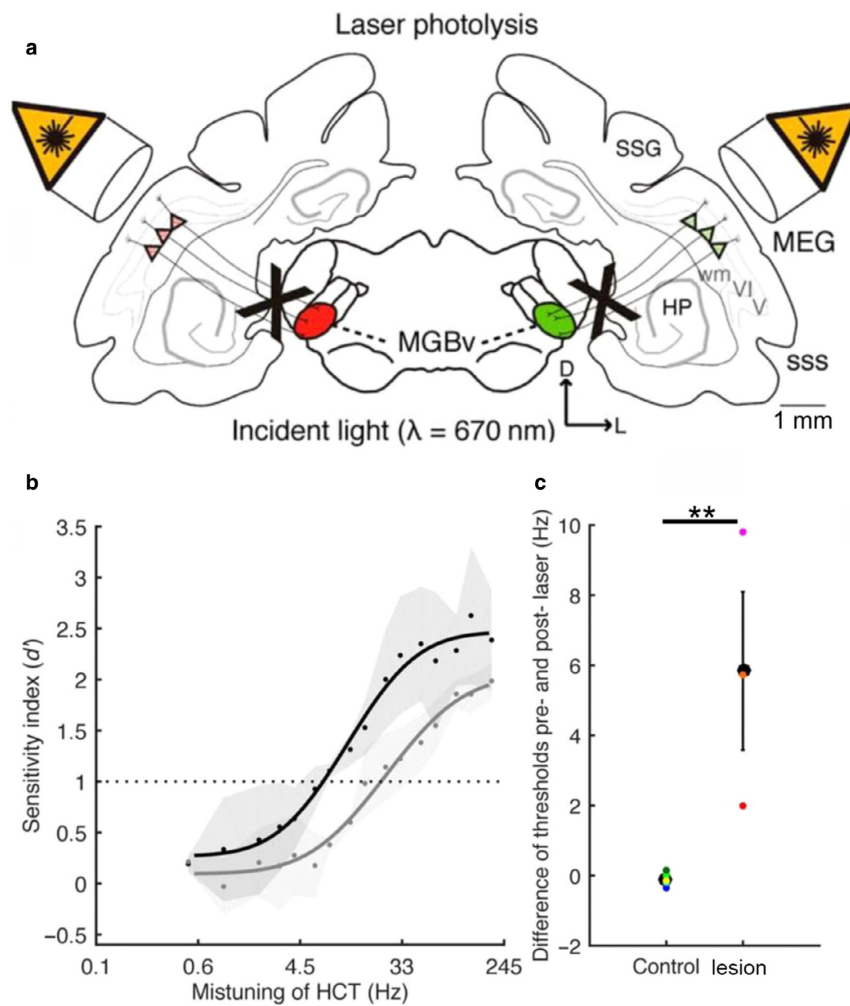 Laser photolysis
a
SSG
MEG
wm
VI
V
HP
MGBv
SSS
D
L
1 mm
Incident light (λ = 670 nm)
b
3.5
3
2.5
2
1.5
1
0.5
0
−0.5
Sensitivity index (d')
0.1
0.6
4.5
33
245
Mistuning of HCT (Hz)
c
**
10
8
6
4
2
0
−2
Difference of thresholds pre- and post- laser (Hz)
Control lesion